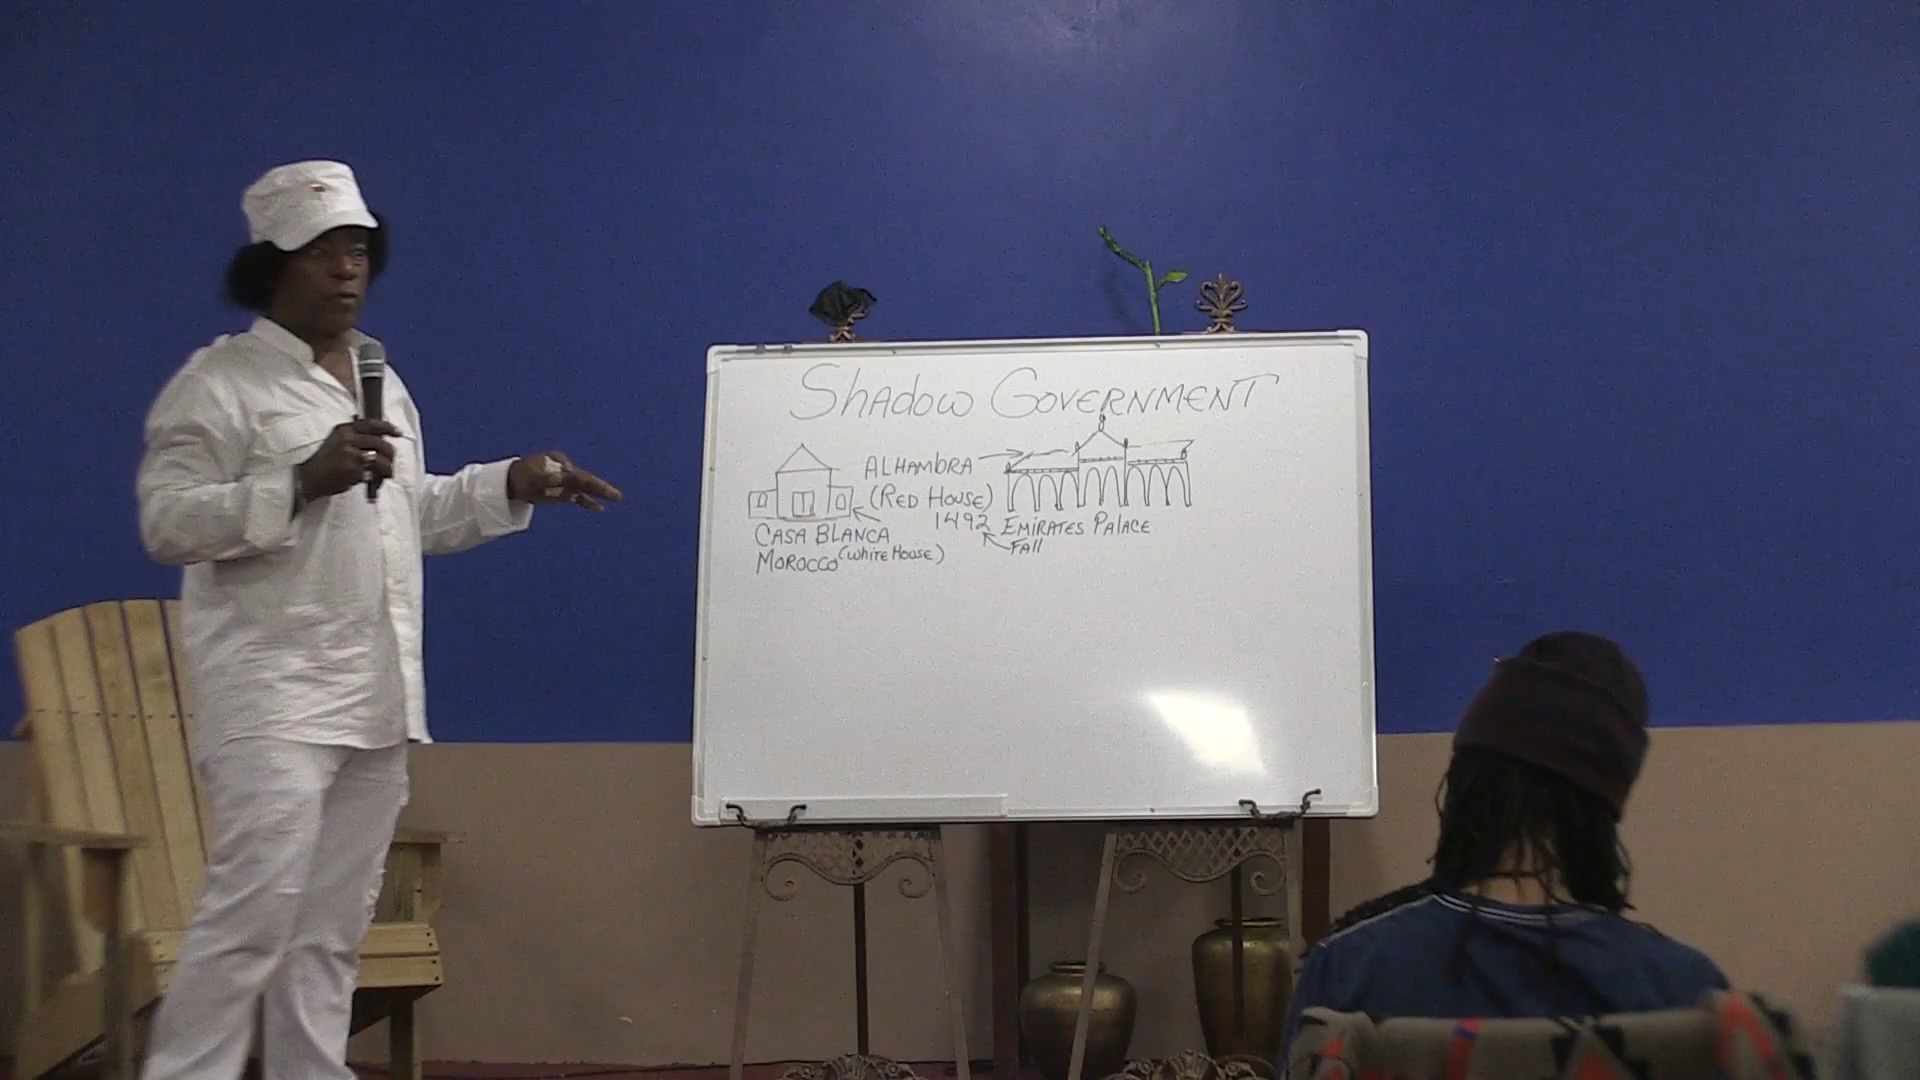 Shadow Government
ALHAMBRA
(RED HOUSE)
1492
CASA BLANCA
MOROCCO (WHITE HOUSE)
EMIRATES PALACE
Fall